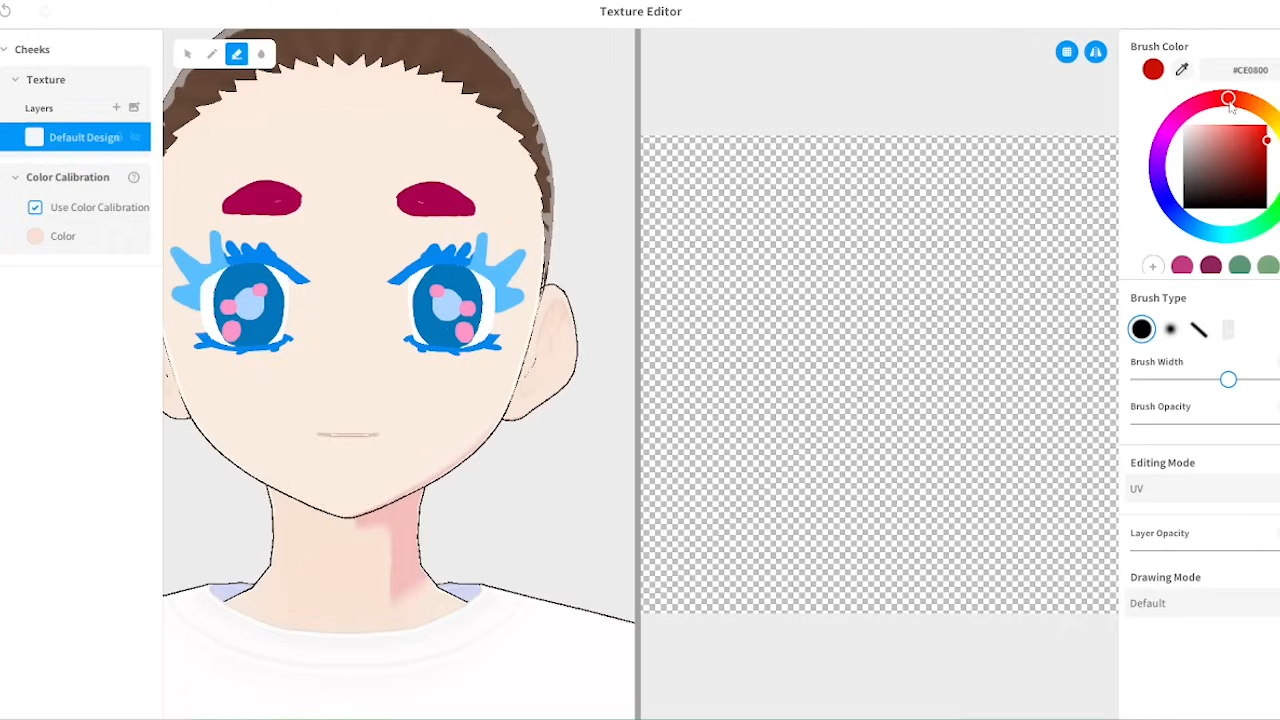 Texture Editor
Cheeks
Texture
Layers
Default Design
Color Calibration
Use Color Calibration
Color
Brush Color
#CE0800
Brush Type
Brush Width
Brush Opacity
Editing Mode
UV
Layer Opacity
Drawing Mode
Default